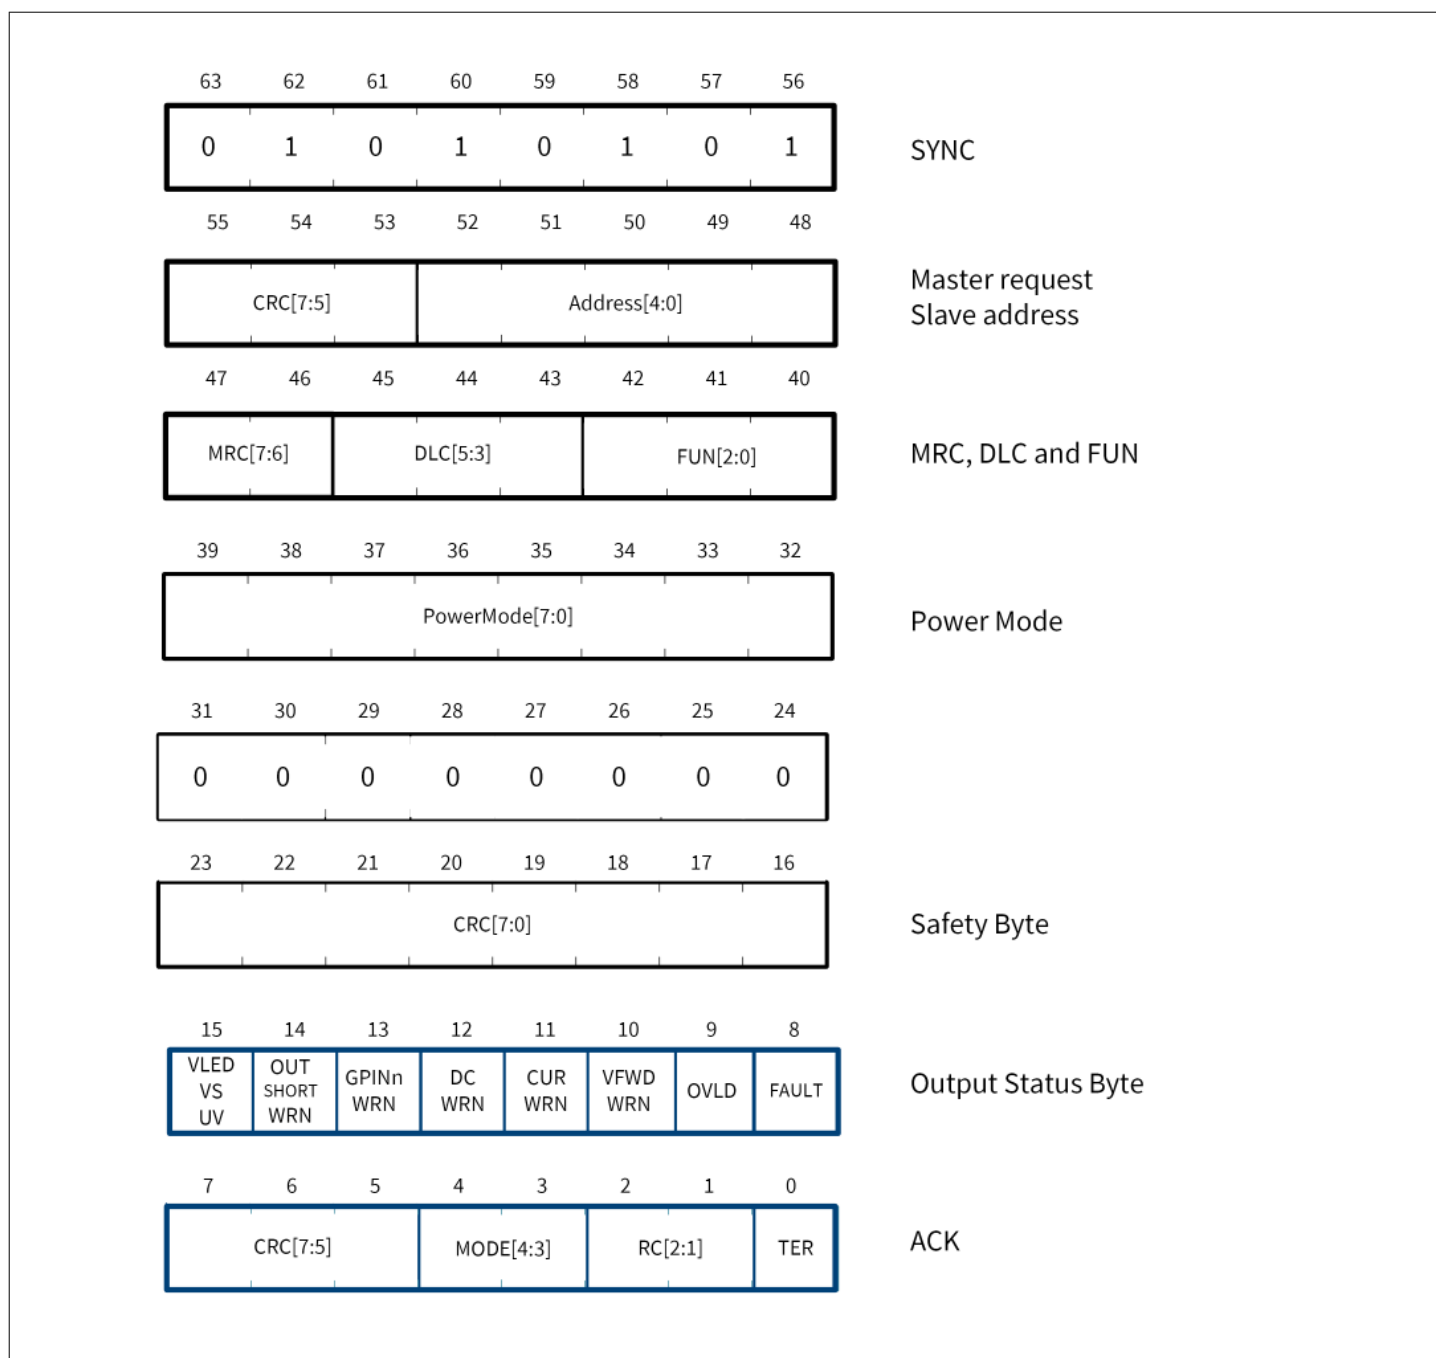 63 62 61 60 59 58 57 56
0 1 0 1 0 1 0 1
SYNC
55 54 53 52 51 50 49 48
CRC[7:5] Address[4:0]
Master request
Slave address
47 46 45 44 43 42 41 40
MRC[7:6] DLC[5:3] FUN[2:0]
MRC, DLC and FUN
39 38 37 36 35 34 33 32
PowerMode[7:0]
Power Mode
31 30 29 28 27 26 25 24
0 0 0 0 0 0 0 0
23 22 21 20 19 18 17 16
CRC[7:0]
Safety Byte
15 14 13 12 11 10 9 8
VLED
VS
UV
OUT
SHORT
WRN
GPINn
WRN
DC
WRN
CUR
WRN
VFWD
WRN
OVLD
FAULT
Output Status Byte
7 6 5 4 3 2 1 0
CRC[7:5] MODE[4:3] RC[2:1] TER
ACK